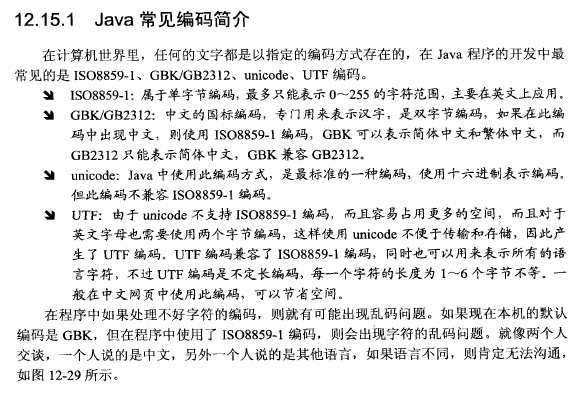 12.15.1 Java 常见编码简介
在计算机世界里，任何的文字都是以指定的编码方式存在的，在 Java 程序的开发中最
常见的是 ISO8859-1、GBK/GB2312、unicode、UTF 编码。
ISO8859-1：属于单字节编码，最多只能表示 0～255 的字符范围，主要在英文上应用。
GBK/GB2312：中文的国标编码，专门用来表示汉字，是双字节编码，如果在此编
码中出现中文，则使用 ISO8859-1 编码，GBK 可以表示简体中文和繁体中文，而
GB2312 只能表示简体中文，GBK 兼容 GB2312。
unicode：Java 中使用此编码方式，是最标准的一种编码，使用十六进制表示编码。
但此编码不兼容 ISO8859-1 编码。
UTF：由于 unicode 不支持 ISO8859-1 编码，而且容易占用更多的空间，而且对于
英文字母也需要使用两个字节编码，这样使用 unicode 不便于传输和存储，因此产
生了 UTF 编码。UTF 编码兼容了 ISO8859-1 编码，同时也可以用来表示所有的语
言字符，不过 UTF 编码是不定长编码，每一个字符的长度为 1～6 个字节不等。一
般在中文网页中使用此编码，可以节省空间。
在程序中如果处理不好字符的编码，则就有可能出现乱码问题。如果现在本机的默认
编码是 GBK，但在程序中使用了 ISO8859-1 编码，则会出现字符的乱码问题。就像两个人
交谈，一个人说的是中文，另外一个人说的是其他语言，如果语言不同，则肯定无法沟通，
如图 12-29 所示。